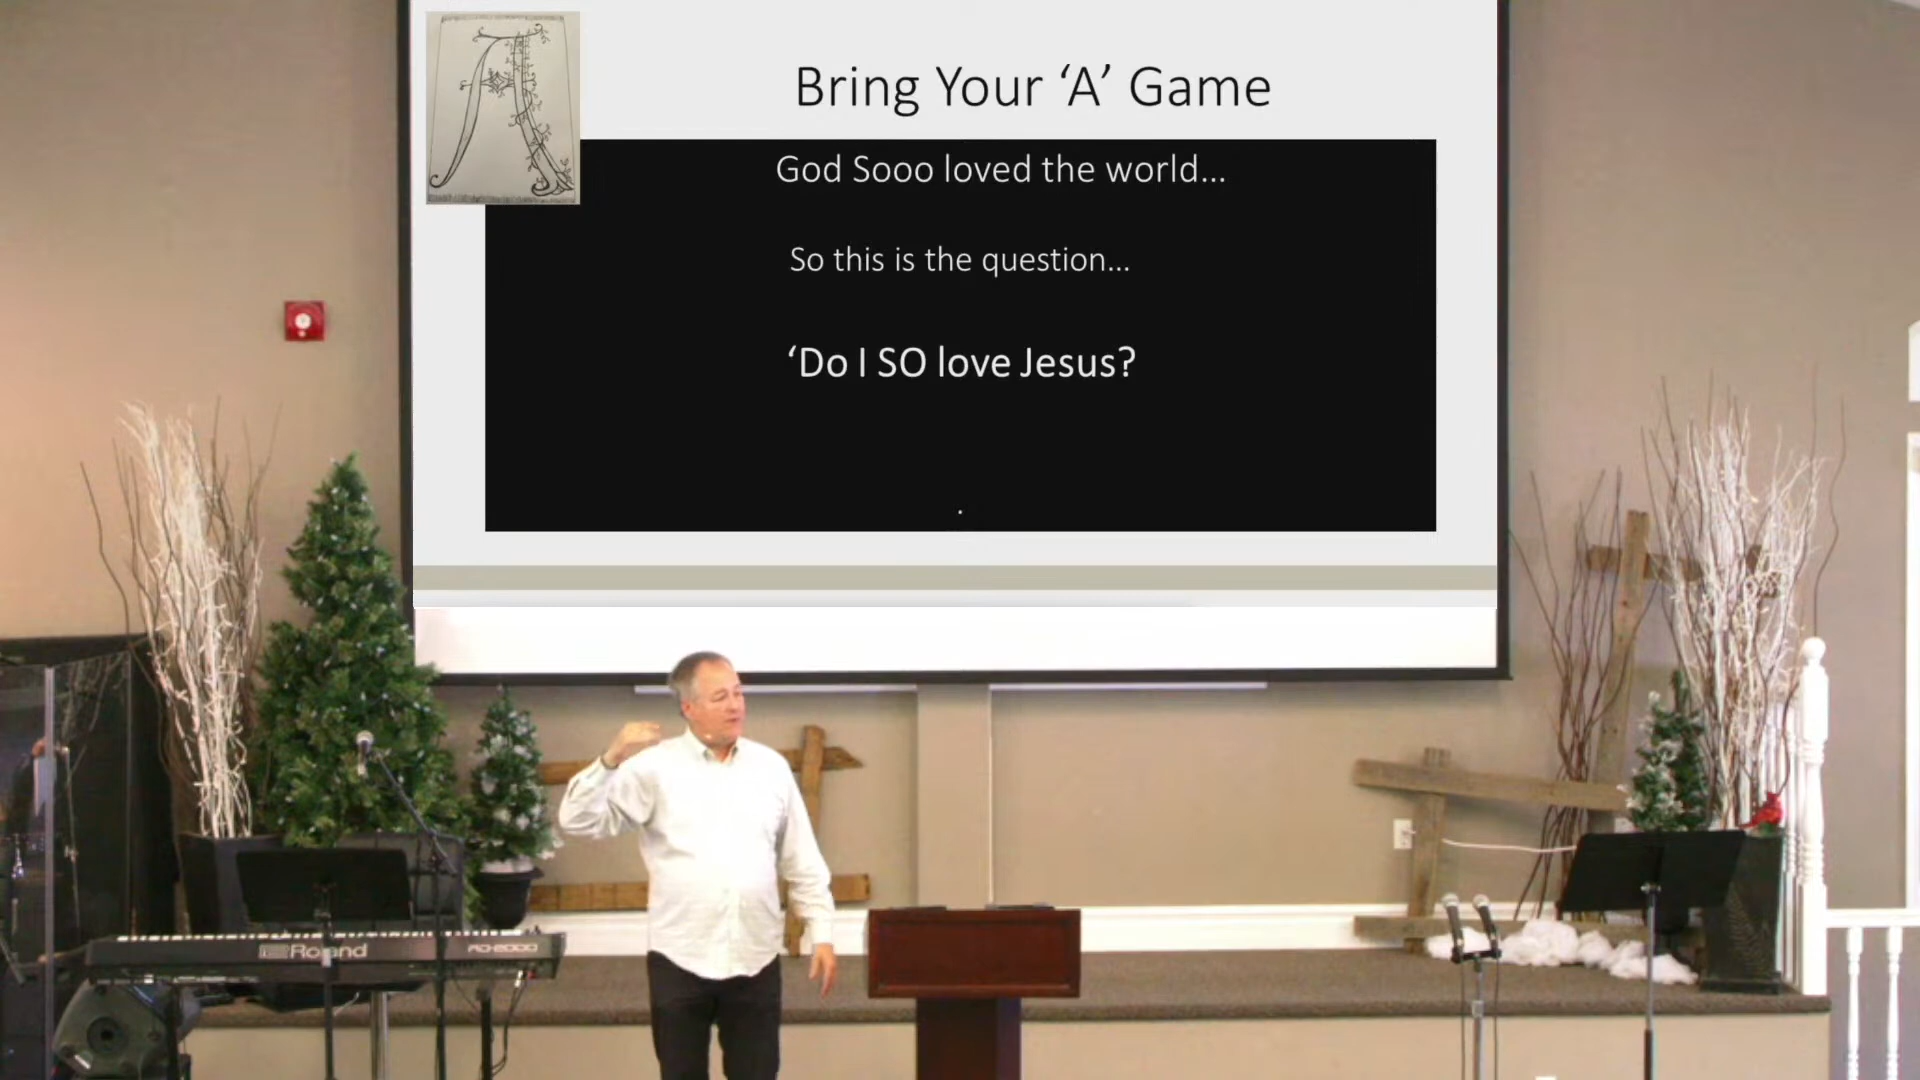 Bring Your ‘A’ Game
God Sooo loved the world...
So this is the question...
‘Do I SO love Jesus?
.
Roland
RD-2000